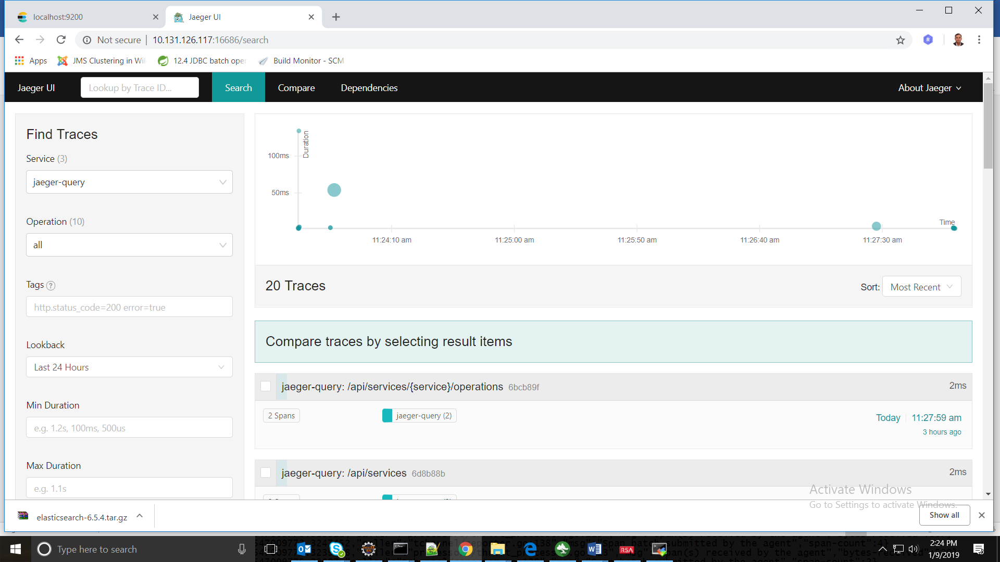 localhost:9200
Jaeger UI
Not secure
10.131.126.117:16686/search
R
Apps
JMS Clustering in Wil
12.4 JDBC batch oper
Build Monitor - SCM
Jaeger UI
Lookup by Trace ID...
Search
Compare
Dependencies
About Jaeger
Find Traces
Service (3)
jaeger-query
Operation (10)
all
Tags ?
http.status_code=200 error=true
Lookback
Last 24 Hours
Min Duration
e.g. 1.2s, 100ms, 500us
Max Duration
e.g. 1.1s
Duration
100ms
50ms
Time
11:24:10 am
11:25:00 am
11:25:50 am
11:26:40 am
11:27:30 am
20 Traces
Sort: Most Recent
Compare traces by selecting result items
jaeger-query: /api/services/{service}/operations 6bcb89f
2ms
2 Spans
jaeger-query (2)
Today
11:27:59 am
3 hours ago
jaeger-query: /api/services 6d8b88b
2ms
Activate Windows
Go to Settings to activate Windows.
elasticsearch-6.5.4.tar.gz
Show all
Type here to search
RSA
2:24 PM
1/9/2019